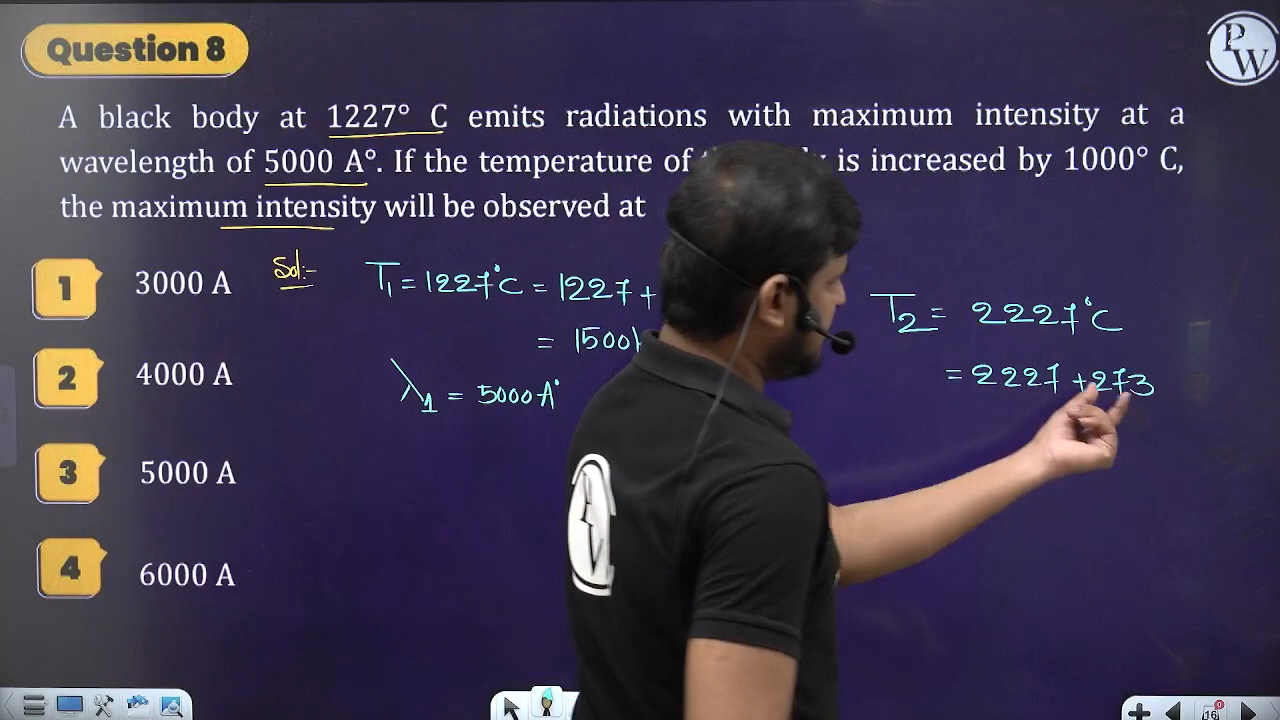 Question 8
PW
A black body at 1227° C emits radiations with maximum intensity at a
wavelength of 5000 A°. If the temperature of is increased by 1000° C,
the maximum intensity will be observed at
1 3000 A
2 4000 A
3 5000 A
4 6000 A
Sol:-
T₁ = 1227°C = 1227 +
= 1500
λ₁ = 5000 A°
T₂ = 2227°C
= 2227 + 273
16